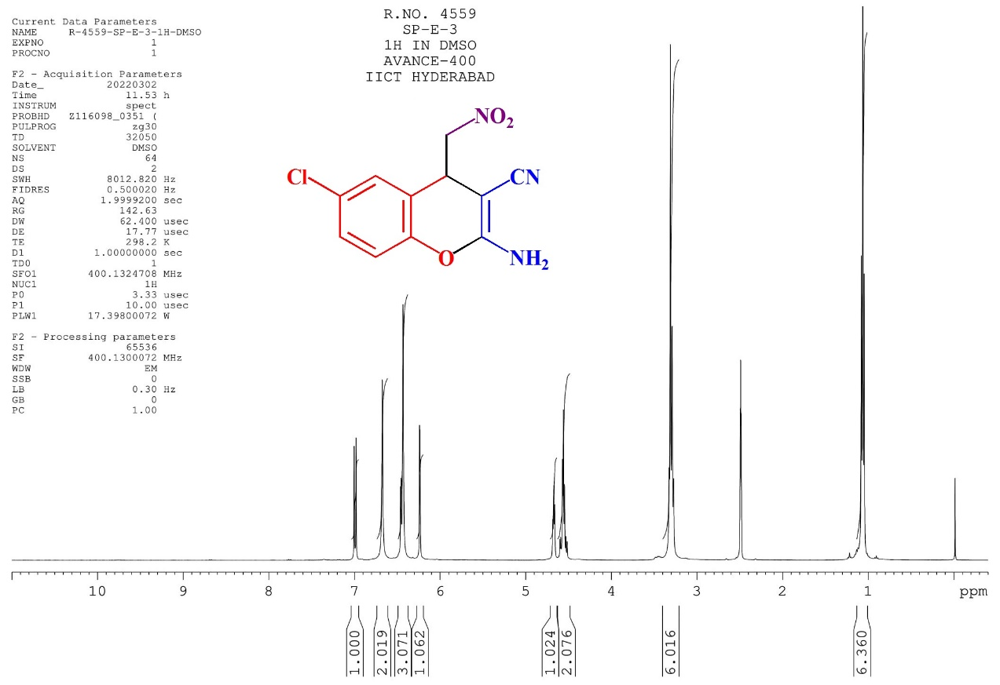 R.NO. 4559
SP-E-3
1H IN DMSO
AVANCE-400
IICT HYDERABAD
Current Data Parameters
NAME R-4559-SP-E-3-1H-DMSO
EXPNO 1
PROCNO 1
F2 - Acquisition Parameters
Date_ 20220302
Time 11.53 h
INSTRUM spect
PROBHD Z116098_0351 (
PULPROG zg30
TD 32050
SOLVENT DMSO
NS 64
DS 2
SWH 8012.820 Hz
FIDRES 0.500020 Hz
AQ 1.9999200 sec
RG 142.63
DW 62.400 usec
DE 17.77 usec
TE 298.2 K
D1 1.00000000 sec
TD0 1
SFO1 400.1324708 MHz
NUC1 1H
P0 3.33 usec
P1 10.00 usec
PLW1 17.39800072 W
F2 - Processing parameters
SI 65536
SF 400.1300072 MHz
WDW EM
SSB 0
LB 0.30 Hz
GB 0
PC 1.00
NO2
Cl
CN
O
NH2
10 9 8 7 6 5 4 3 2 1 ppm
1.000 2.019 3.071 1.062 1.024 2.076 6.016 6.360